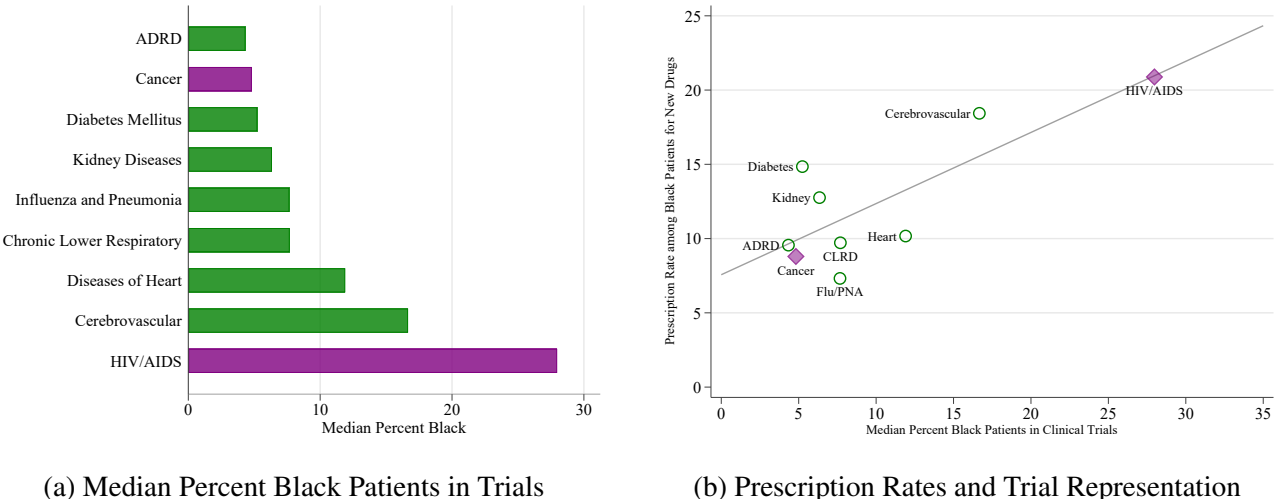 ADRD
Cancer
Diabetes Mellitus
Kidney Diseases
Influenza and Pneumonia
Chronic Lower Respiratory
Diseases of Heart
Cerebrovascular
HIV/AIDS
0 10 20 30
Median Percent Black
(a) Median Percent Black Patients in Trials
Prescription Rate among Black Patients for New Drugs
25
20
15
10
5
0
HIV/AIDS
Cerebrovascular
Diabetes
Kidney
Heart
ADRD
CLRD
Cancer
Flu/PNA
0 5 10 15 20 25 30 35
Median Percent Black Patients in Clinical Trials
(b) Prescription Rates and Trial Representation